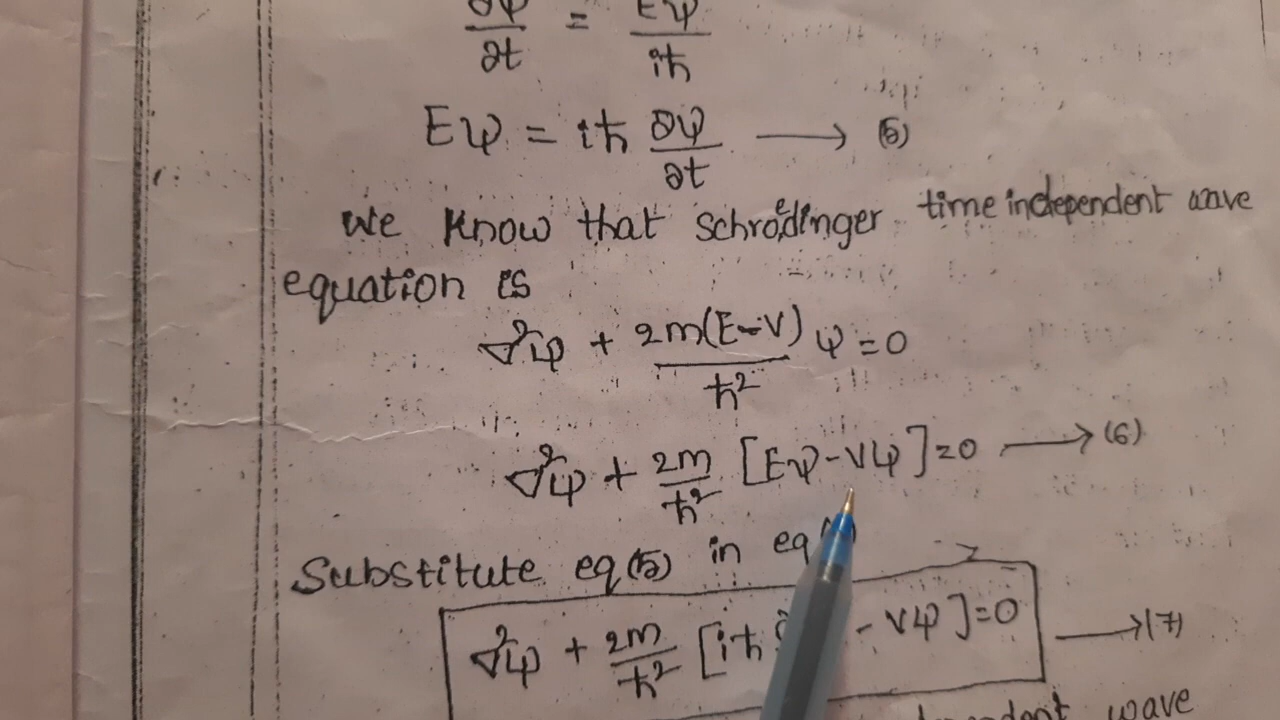 ∂ψ/∂t = Eψ/iħ
Eψ = iħ ∂ψ/∂t ⟶ (5)
We know that schrodinger time independent wave
equation is
∇²ψ + 2m(E-V)/ħ² ψ = 0
∇²ψ + 2m/ħ² [Eψ - Vψ] = 0 ⟶ (6)
Substitute eq(5) in eq
∇²ψ + 2m/ħ² [iħ - Vψ] = 0 ⟶ (7)
wave